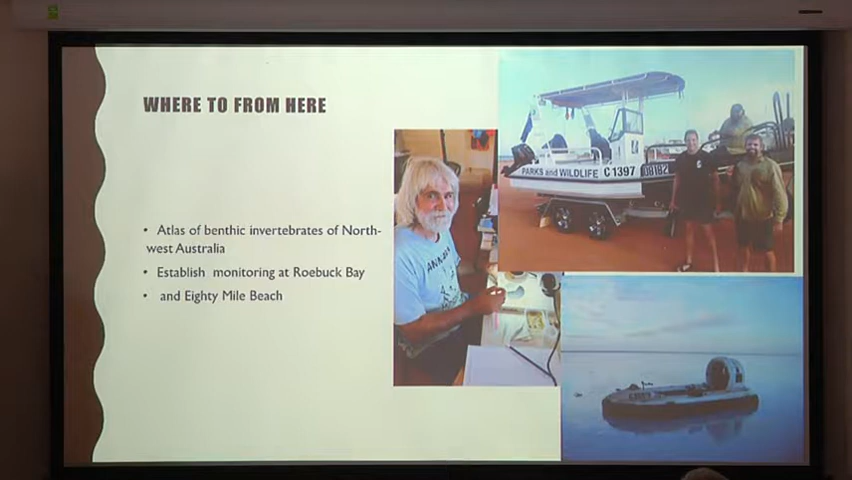 WHERE TO FROM HERE
• Atlas of benthic invertebrates of North-
west Australia
• Establish monitoring at Roebuck Bay
• and Eighty Mile Beach
PARKS and WILDLIFE C 1397